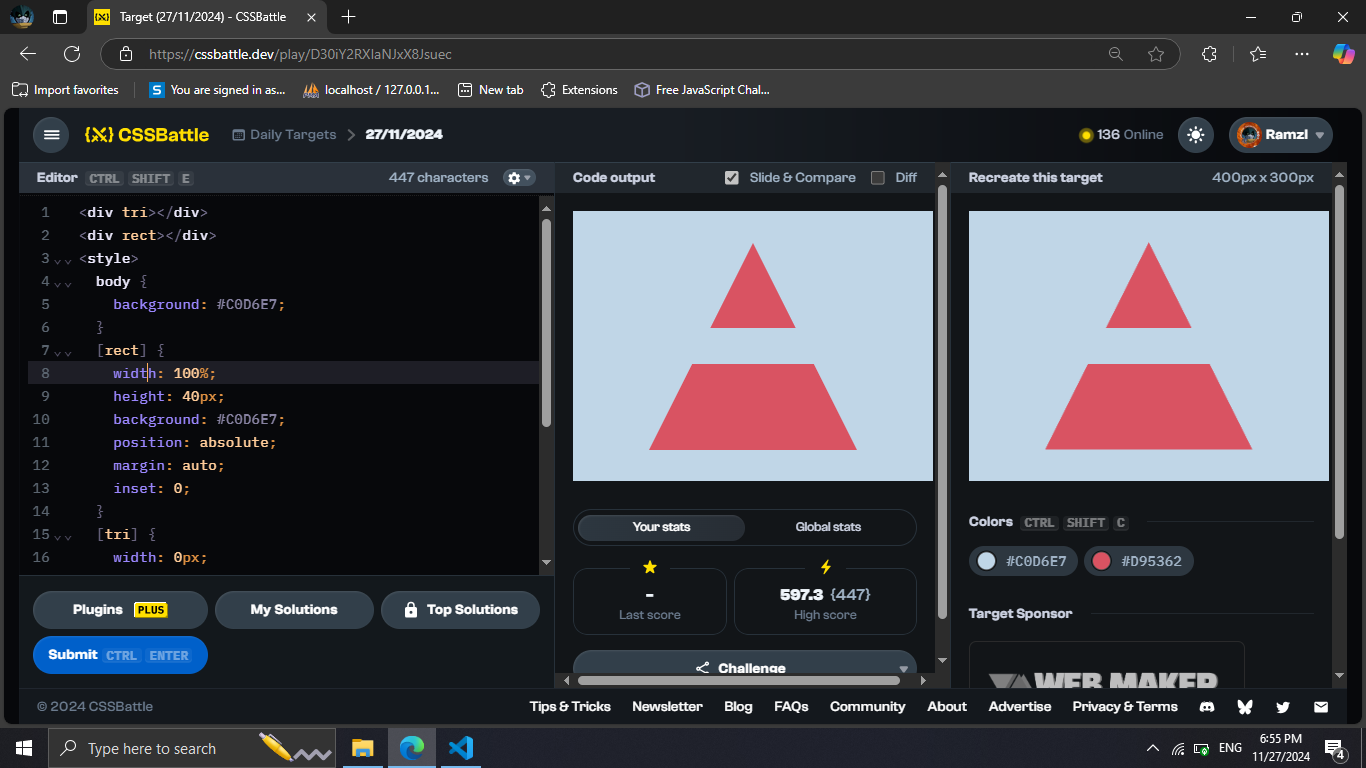 Target (27/11/2024) - CSSBattle
https://cssbattle.dev/play/D30iY2RXlaNJxX8Jsuec
Import favorites
You are signed in as...
localhost / 127.0.0.1...
New tab
Extensions
Free JavaScript Chal...
CSSBattle
Daily Targets
27/11/2024
136 Online
Ramzl
Editor CTRL SHIFT E
447 characters
Code output
Slide & Compare
Diff
Recreate this target
400px x 300px
1 <div tri></div>
2 <div rect></div>
3 <style>
4 body {
5 background: #C0D6E7;
6 }
7 [rect] {
8 width: 100%;
9 height: 40px;
10 background: #C0D6E7;
11 position: absolute;
12 margin: auto;
13 inset: 0;
14 }
15 [tri] {
16 width: 0px;
Plugins PLUS
My Solutions
Top Solutions
Submit CTRL ENTER
Your stats
Global stats
-
Last score
597.3 {447}
High score
Challenge
Colors CTRL SHIFT C
#C0D6E7
#D95362
Target Sponsor
WEB MAKER
© 2024 CSSBattle
Tips & Tricks
Newsletter
Blog
FAQs
Community
About
Advertise
Privacy & Terms
Type here to search
ENG
6:55 PM
11/27/2024
4